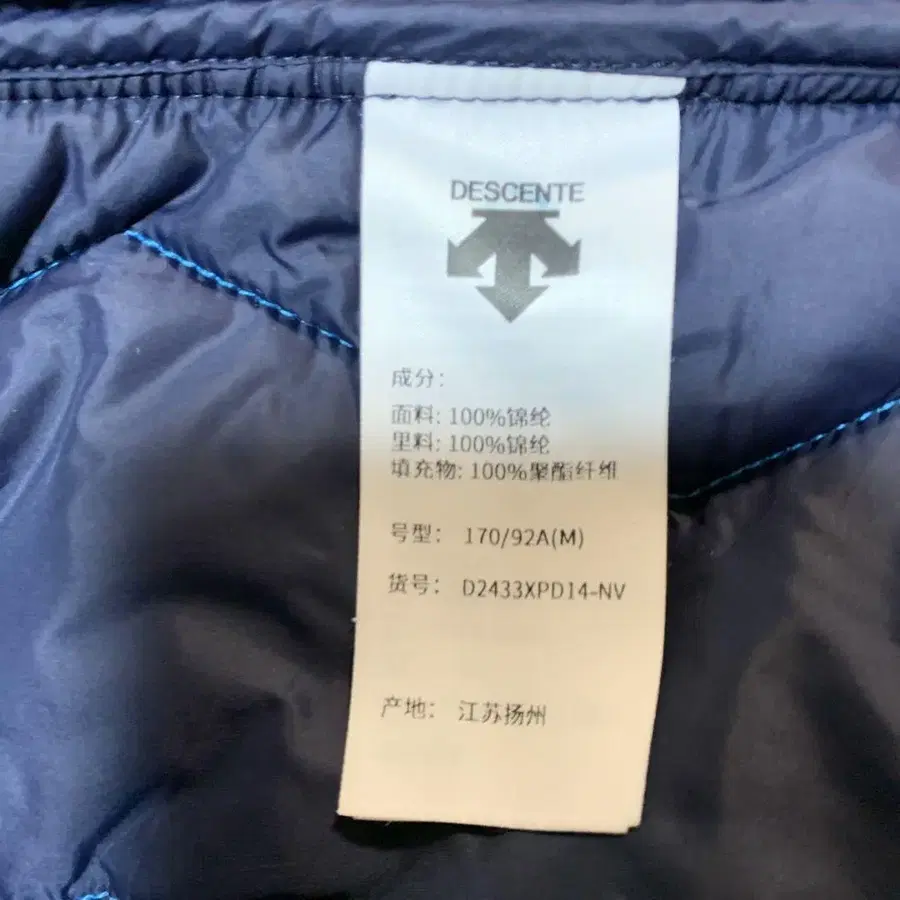 DESCENTE
成分：
面料: 100%锦纶
里料: 100%锦纶
填充物: 100%聚酯纤维
号型： 170/92A(M)
货号： D2433XPD14-NV
产地： 江苏扬州